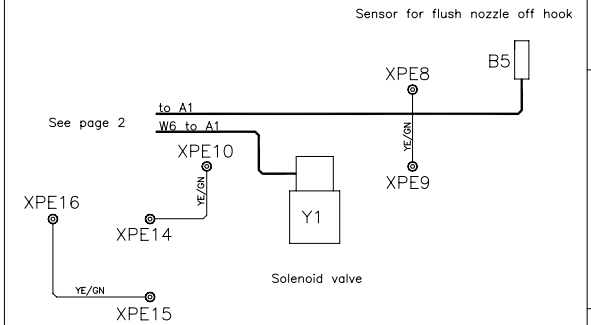 Sensor for flush nozzle off hook
B5
XPE8
to A1
See page 2
W6 to A1
YE/GN
XPE10
XPE9
YE/GN
XPE16
Y1
XPE14
Solenoid valve
YE/GN
XPE15